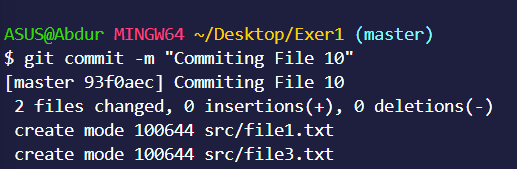 ASUS@Abdur MINGW64 ~/Desktop/Exer1 (master)
$ git commit -m "Commiting File 10"
[master 93f0aec] Commiting File 10
 2 files changed, 0 insertions(+), 0 deletions(-)
 create mode 100644 src/file1.txt
 create mode 100644 src/file3.txt